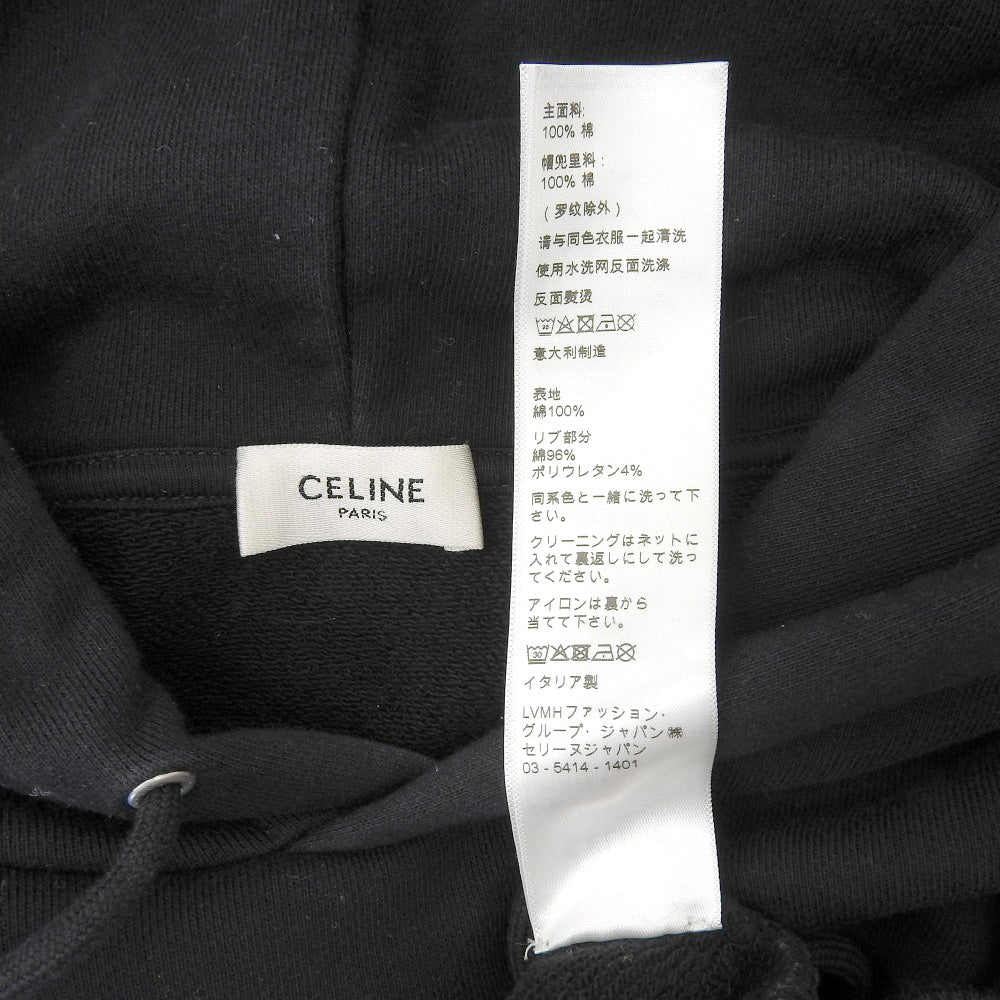 主面料:
100% 棉
帽兜里料:
100% 棉
(罗纹除外)
请与同色衣服一起清洗
使用水洗网反面洗涤
反面熨烫
意大利制造
表地
綿100%
リブ部分
綿96%
ポリウレタン4%
同系色と一緒に洗って下
さい。
クリーニングはネットに
入れて裏返しにして洗っ
てください。
アイロンは裏から
当てて下さい。
30
イタリア製
LVMHファッション・
グループ・ジャパン㈱
セリーヌジャパン
03-5414-1401
CELINE
PARIS